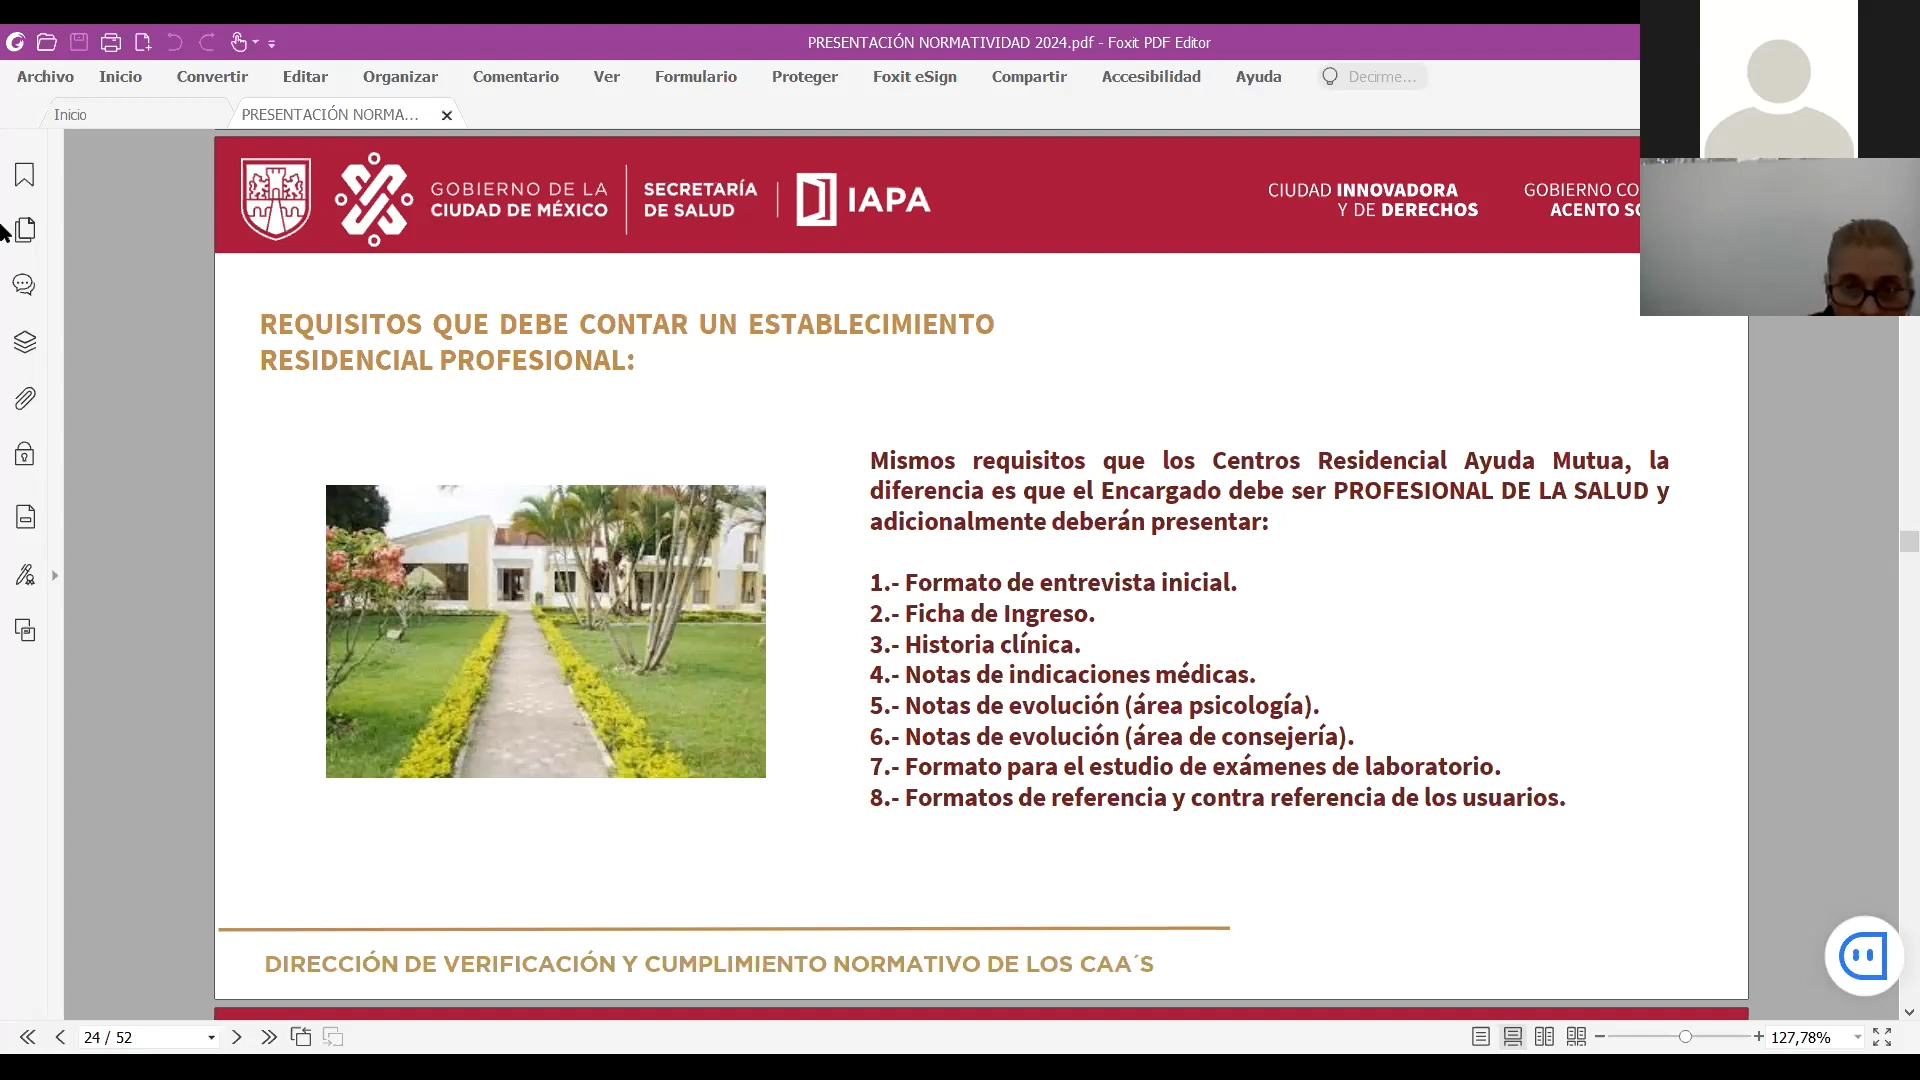 PRESENTACIÓN NORMATIVIDAD 2024.pdf - Foxit PDF Editor
Archivo Inicio Convertir Editar Organizar Comentario Ver Formulario Proteger Foxit eSign Compartir Accesibilidad Ayuda Decirme...
Inicio PRESENTACIÓN NORMA...
GOBIERNO DE LA
CIUDAD DE MÉXICO
SECRETARÍA
DE SALUD
IAPA
CIUDAD INNOVADORA
Y DE DERECHOS
GOBIERNO CO
ACENTO SO
REQUISITOS QUE DEBE CONTAR UN ESTABLECIMIENTO
RESIDENCIAL PROFESIONAL:
Mismos requisitos que los Centros Residencial Ayuda Mutua, la
diferencia es que el Encargado debe ser PROFESIONAL DE LA SALUD y
adicionalmente deberán presentar:
1.- Formato de entrevista inicial.
2.- Ficha de Ingreso.
3.- Historia clínica.
4.- Notas de indicaciones médicas.
5.- Notas de evolución (área psicología).
6.- Notas de evolución (área de consejería).
7.- Formato para el estudio de exámenes de laboratorio.
8.- Formatos de referencia y contra referencia de los usuarios.
DIRECCIÓN DE VERIFICACIÓN Y CUMPLIMIENTO NORMATIVO DE LOS CAA´S
24 / 52
127,78%